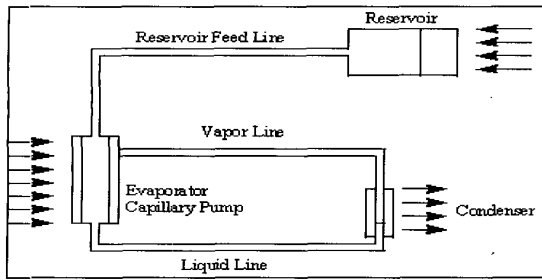 Reservoir
Reservoir Feed Line
Vapor Line
Evaporator
Capillary Pump
Condenser
Liquid Line